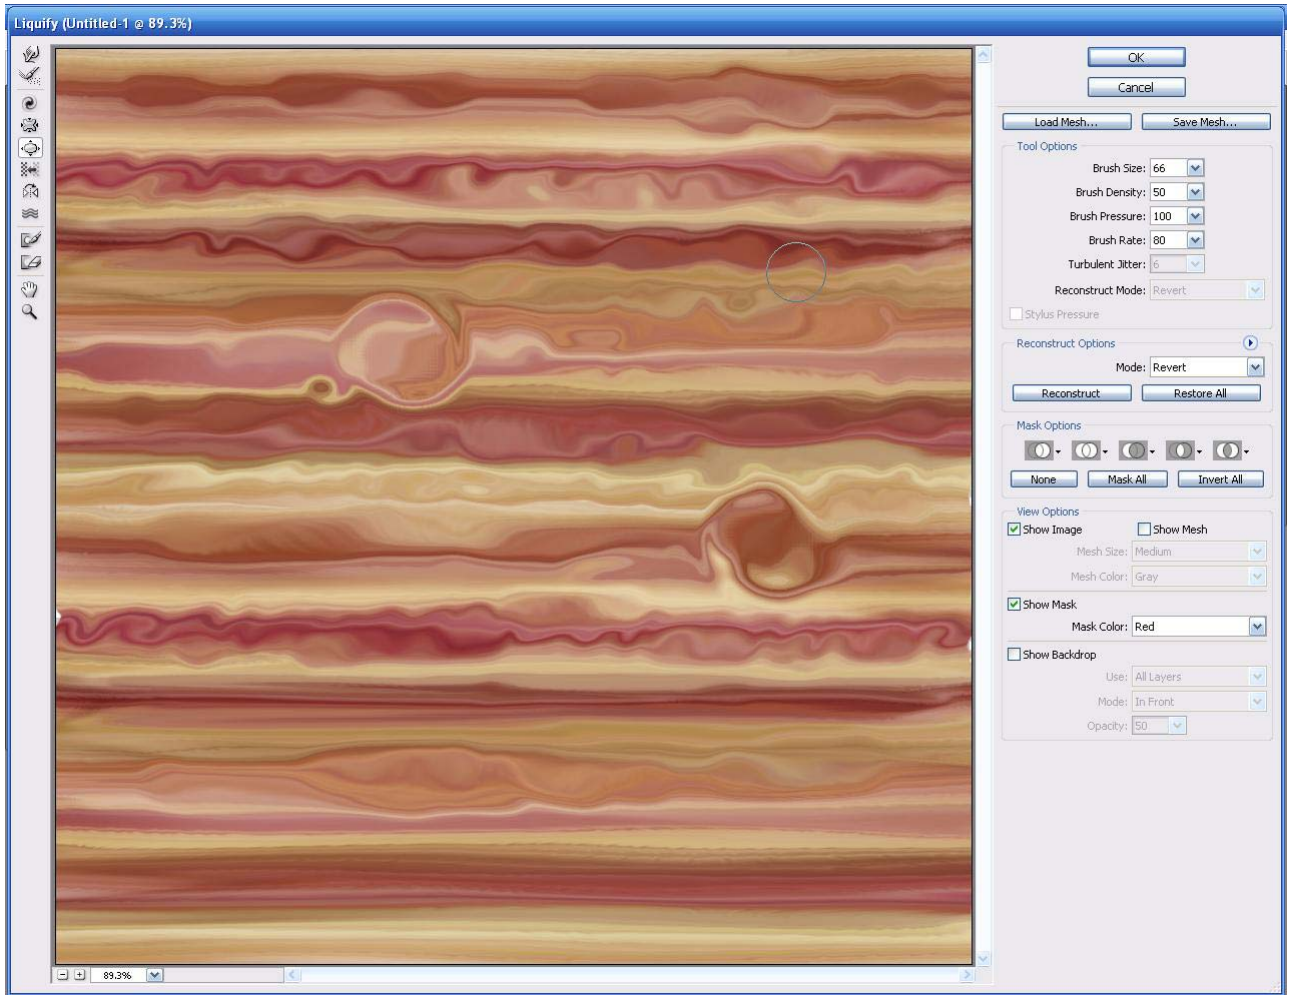 Liquify (Untitled-1 @ 89.3%)
OK
Cancel
Load Mesh... Save Mesh...
Tool Options
Brush Size: 66
Brush Density: 50
Brush Pressure: 100
Brush Rate: 80
Turbulent Jitter: 6
Reconstruct Mode: Revert
Stylus Pressure
Reconstruct Options
Mode: Revert
Reconstruct Restore All
Mask Options
None Mask All Invert All
View Options
Show Image Show Mesh
Mesh Size: Medium
Mesh Color: Gray
Show Mask
Mask Color: Red
Show Backdrop
Use: All Layers
Mode: In Front
Opacity: 50
89.3%